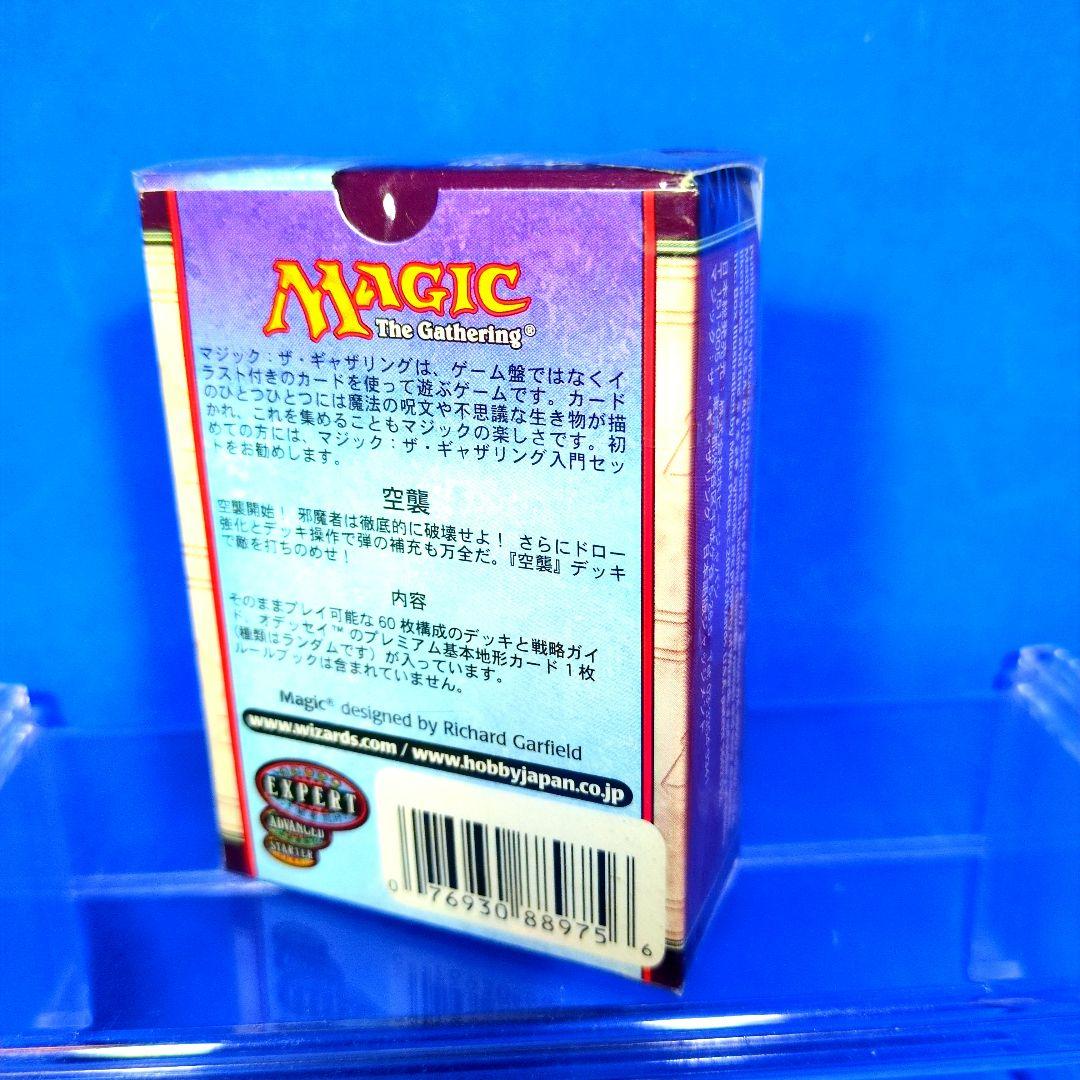 MAGIC
The Gathering®
マジック：ザ・ギャザリングは、ゲーム盤ではなくイ
ラスト付きのカードを使って遊ぶゲームです。カード
のひとつひとつには魔法の呪文や不思議な生き物が描
かれ、これを集めることもマジックの楽しさです。初
めての方には、マジック：ザ・ギャザリング入門セッ
トをお勧めします。
空襲
空襲開始！ 邪魔者は徹底的に破壊せよ！ さらにドロー
強化とデッキ操作で弾の補充も万全だ。『空襲』デッキ
で敵を打ちのめせ！
内容
そのままプレイ可能な 60 枚構成のデッキと戦略ガイ
ド、オデッセイ™ のプレミアム基本地形カード 1 枚
（種類はランダムです）が入っています。
ルールブックは含まれていません。
Magic® designed by Richard Garfield
www.wizards.com / www.hobbyjapan.co.jp
EXPERT
ADVANCED
STARTER
0 76930 88975 6